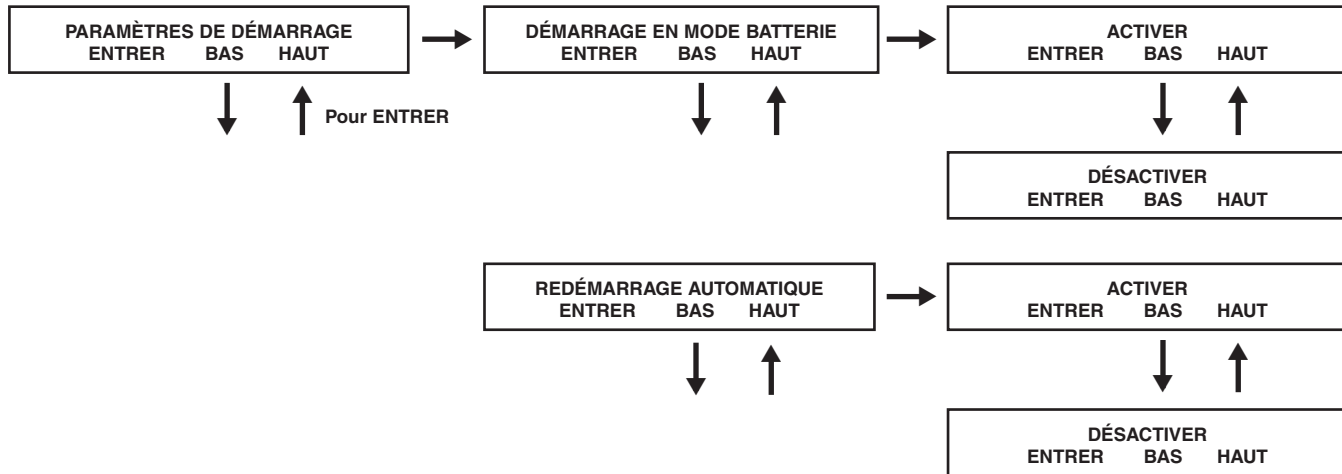 PARAMÈTRES DE DÉMARRAGE
ENTRER BAS HAUT
DÉMARRAGE EN MODE BATTERIE
ENTRER BAS HAUT
ACTIVER
ENTRER BAS HAUT
Pour ENTRER
DÉSACTIVER
ENTRER BAS HAUT
REDÉMARRAGE AUTOMATIQUE
ENTRER BAS HAUT
ACTIVER
ENTRER BAS HAUT
DÉSACTIVER
ENTRER BAS HAUT